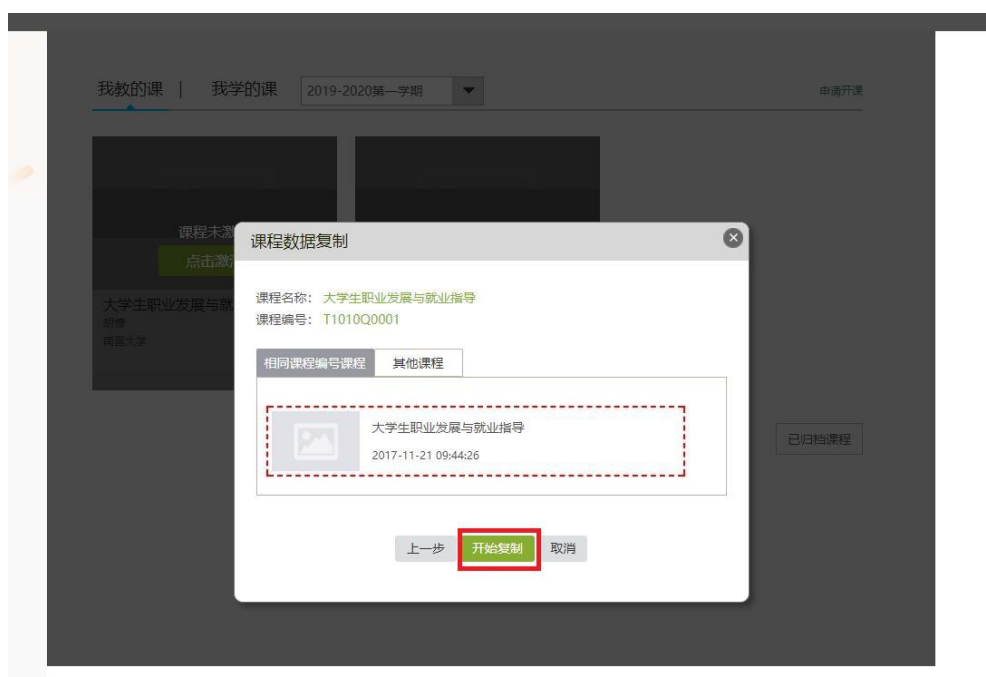 我教的课 | 我学的课 2019-2020第一学期 申请开课
课程未激
点击激
大学生职业发展与就
南昌大学
课程数据复制
课程名称: 大学生职业发展与就业指导
课程编号: T1010Q0001
相同课程编号课程 其他课程
大学生职业发展与就业指导
2017-11-21 09:44:26
已归档课程
上一步 开始复制 取消